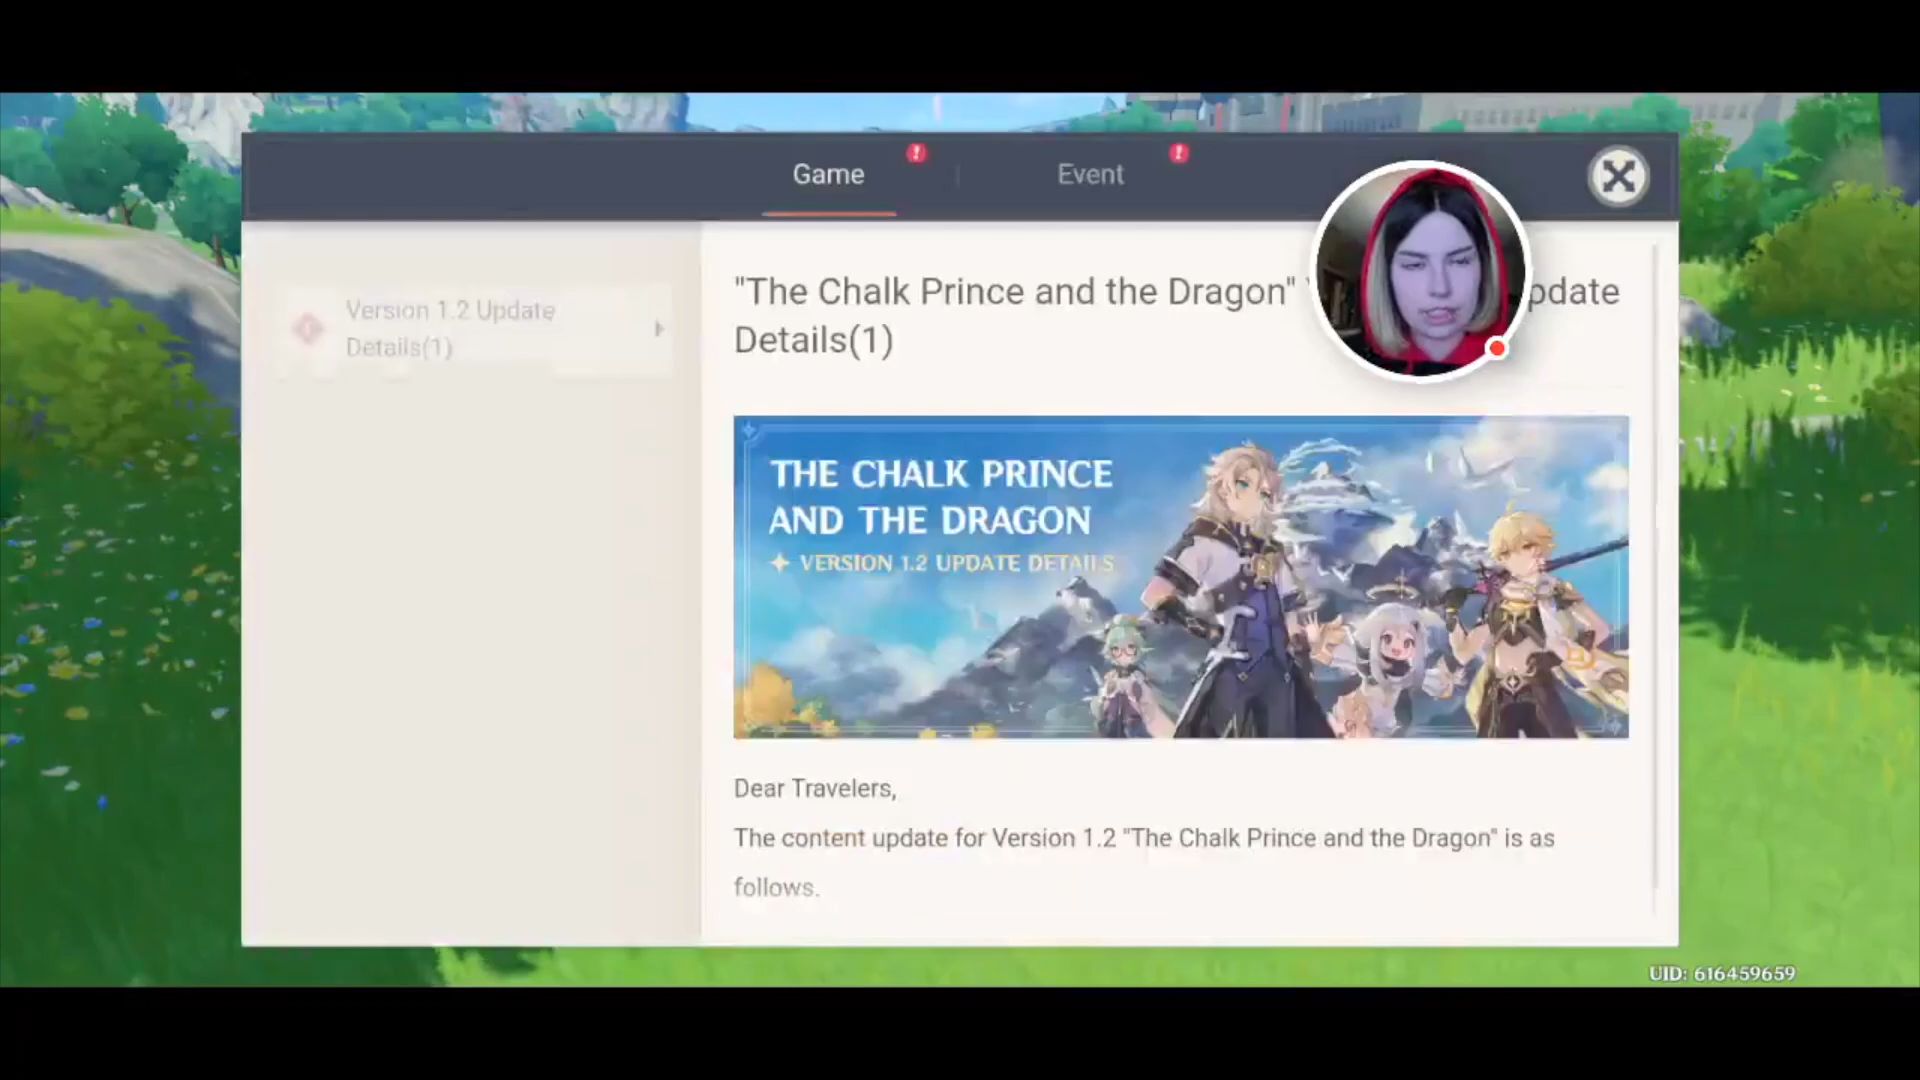 Game
Event
Version 1.2 Update
Details(1)
"The Chalk Prince and the Dragon" pdate
Details(1)
THE CHALK PRINCE
AND THE DRAGON
VERSION 1.2 UPDATE DETAILS
Dear Travelers,
The content update for Version 1.2 "The Chalk Prince and the Dragon" is as
follows.
UID: 616459659